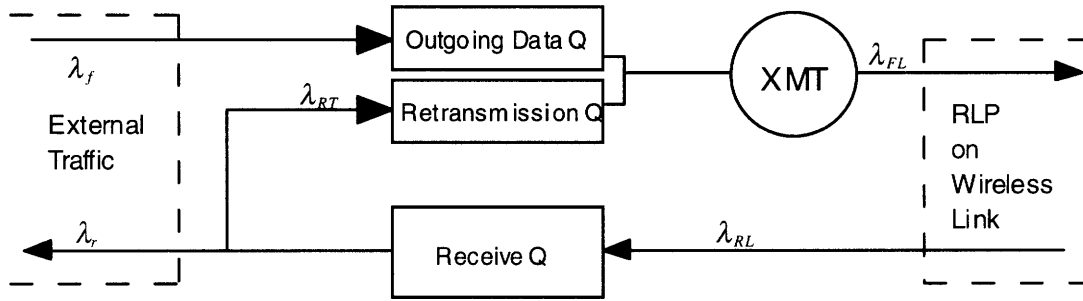 Outgoing Data Q
λ_f
λ_FL
XMT
λ_RT
Retransmission Q
External
Traffic
RLP
on
Wireless
Link
λ_r
λ_RL
Receive Q